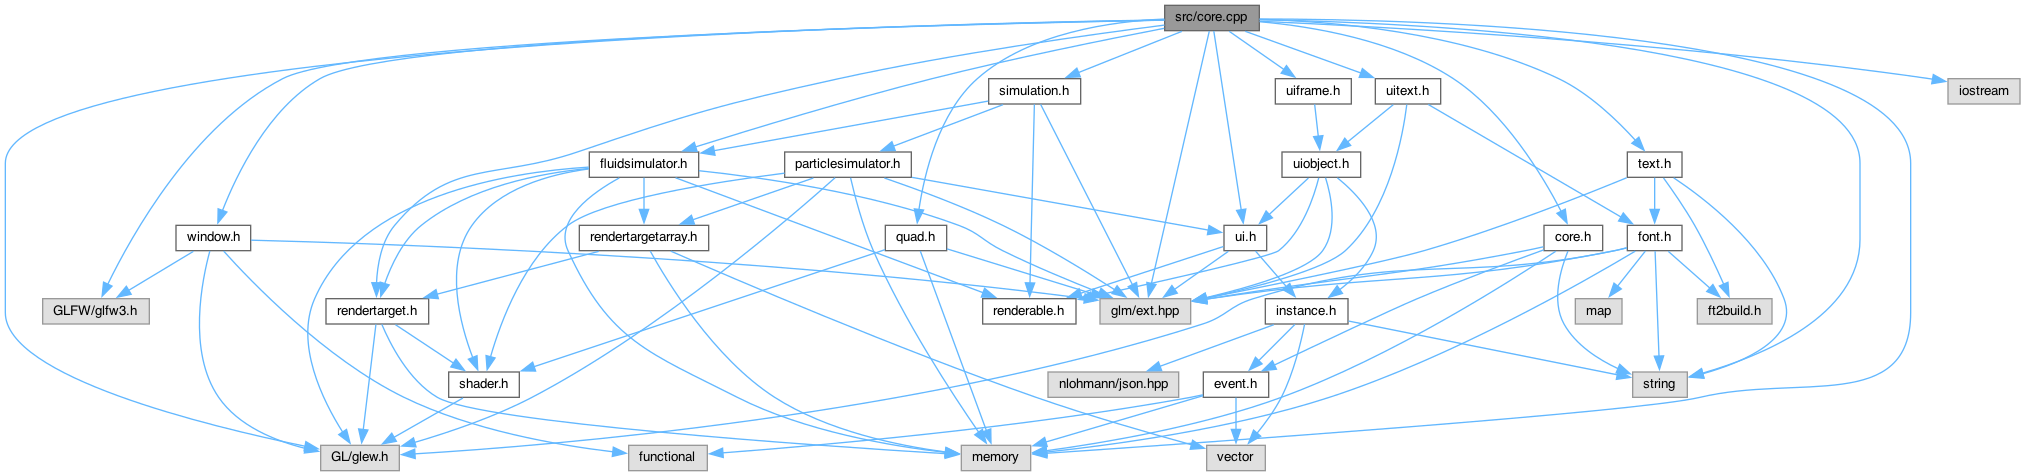 src/core.cpp
simulation.h
uiframe.h
uitext.h
iostream
fluidsimulator.h
particlesimulator.h
uiobject.h
text.h
window.h
rendertargetarray.h
quad.h
ui.h
core.h
font.h
GLFW/glfw3.h
rendertarget.h
renderable.h
glm/ext.hpp
instance.h
map
ft2build.h
shader.h
nlohmann/json.hpp
event.h
string
GL/glew.h
functional
memory
vector